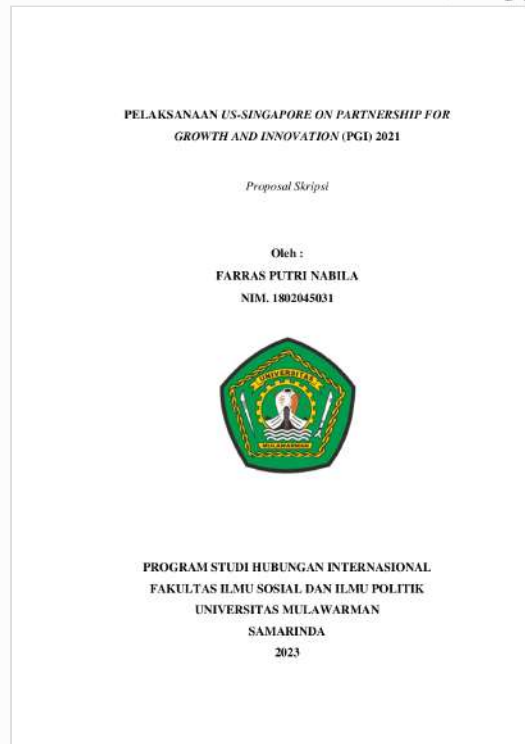 PELAKSANAAN US-SINGAPORE ON PARTNERSHIP FOR
GROWTH AND INNOVATION (PGI) 2021
Proposal Skripsi
Oleh :
FARRAS PUTRI NABILA
NIM. 1802045031
UNIVERSITAS
MULAWARMAN
PROGRAM STUDI HUBUNGAN INTERNASIONAL
FAKULTAS ILMU SOSIAL DAN ILMU POLITIK
UNIVERSITAS MULAWARMAN
SAMARINDA
2023